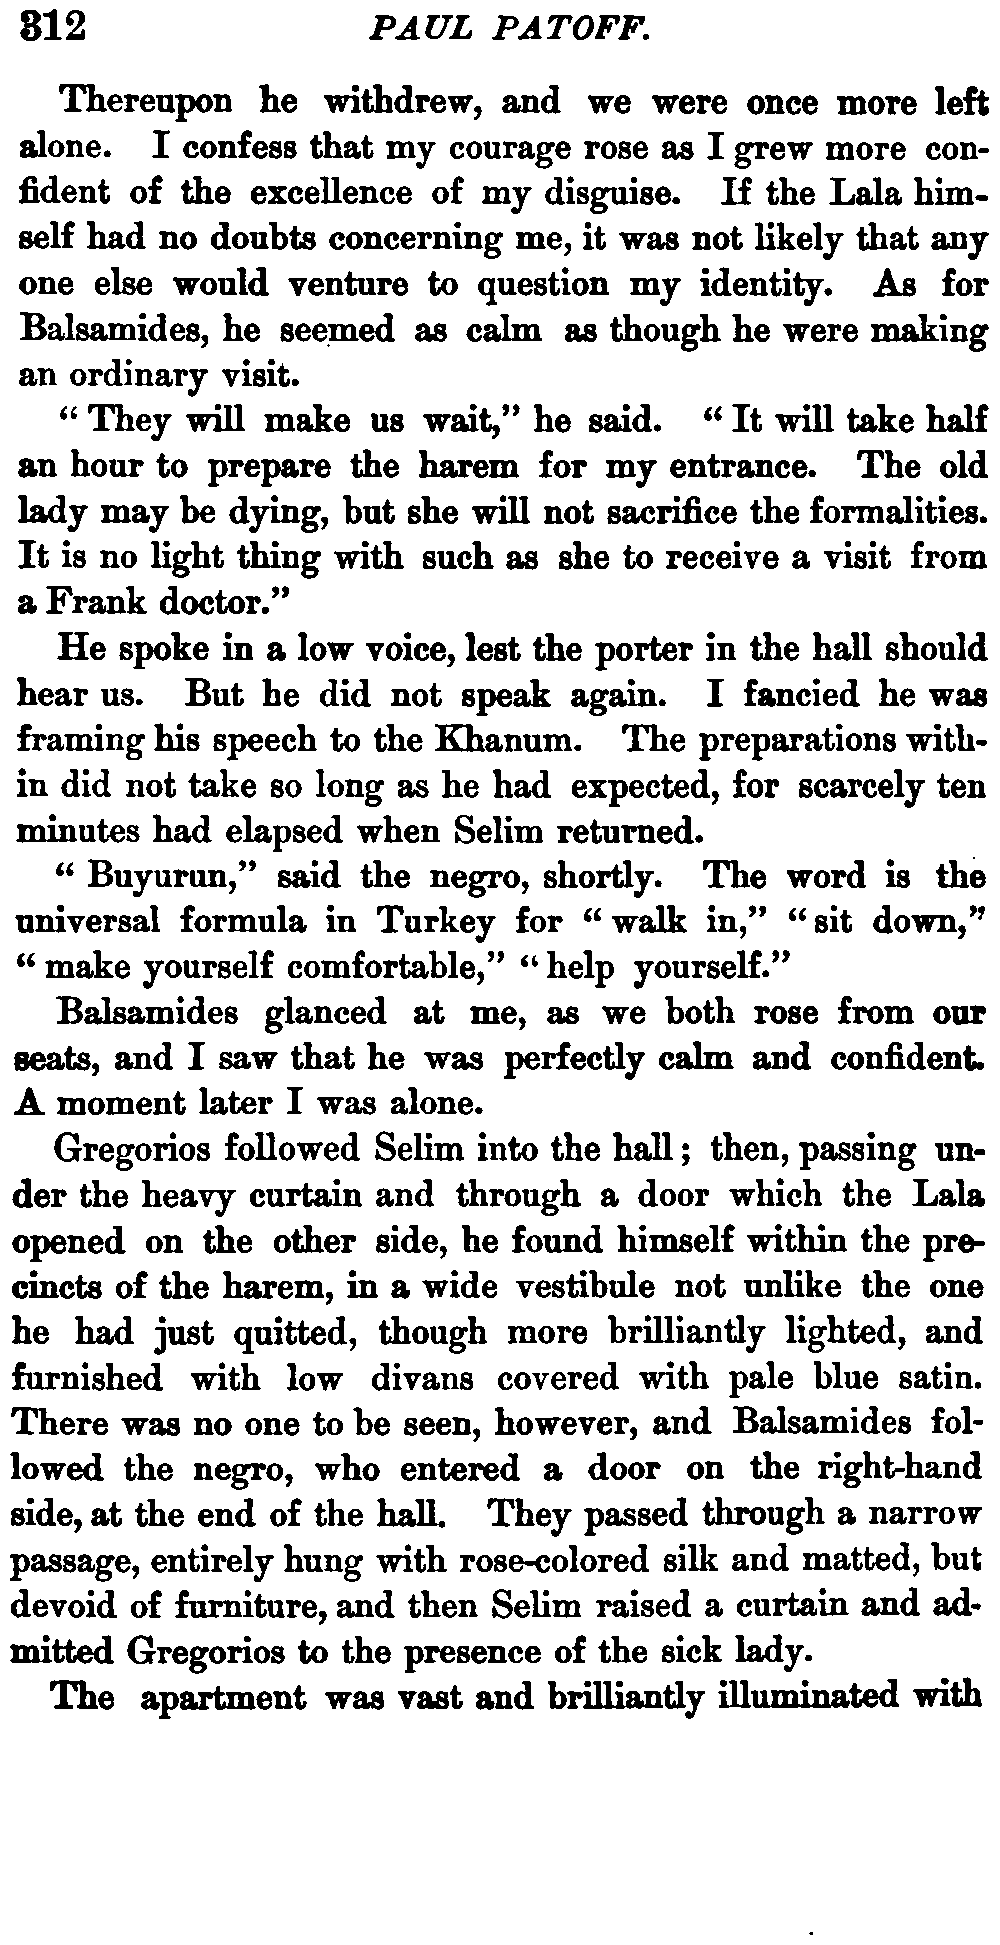 312 PAUL PATOFF.
Thereupon he withdrew, and we were once more left
alone. I confess that my courage rose as I grew more con-
fident of the excellence of my disguise. If the Lala him-
self had no doubts concerning me, it was not likely that any
one else would venture to question my identity. As for
Balsamides, he seemed as calm as though he were making
an ordinary visit.
“ They will make us wait,” he said. “ It will take half
an hour to prepare the harem for my entrance. The old
lady may be dying, but she will not sacrifice the formalities.
It is no light thing with such as she to receive a visit from
a Frank doctor.”
He spoke in a low voice, lest the porter in the hall should
hear us. But he did not speak again. I fancied he was
framing his speech to the Khanum. The preparations with-
in did not take so long as he had expected, for scarcely ten
minutes had elapsed when Selim returned.
“ Buyurun,” said the negro, shortly. The word is the
universal formula in Turkey for “ walk in,” “ sit down,”
“ make yourself comfortable,” “ help yourself.”
Balsamides glanced at me, as we both rose from our
seats, and I saw that he was perfectly calm and confident.
A moment later I was alone.
Gregorios followed Selim into the hall ; then, passing un-
der the heavy curtain and through a door which the Lala
opened on the other side, he found himself within the pre-
cincts of the harem, in a wide vestibule not unlike the one
he had just quitted, though more brilliantly lighted, and
furnished with low divans covered with pale blue satin.
There was no one to be seen, however, and Balsamides fol-
lowed the negro, who entered a door on the right-hand
side, at the end of the hall. They passed through a narrow
passage, entirely hung with rose-colored silk and matted, but
devoid of furniture, and then Selim raised a curtain and ad-
mitted Gregorios to the presence of the sick lady.
The apartment was vast and brilliantly illuminated with